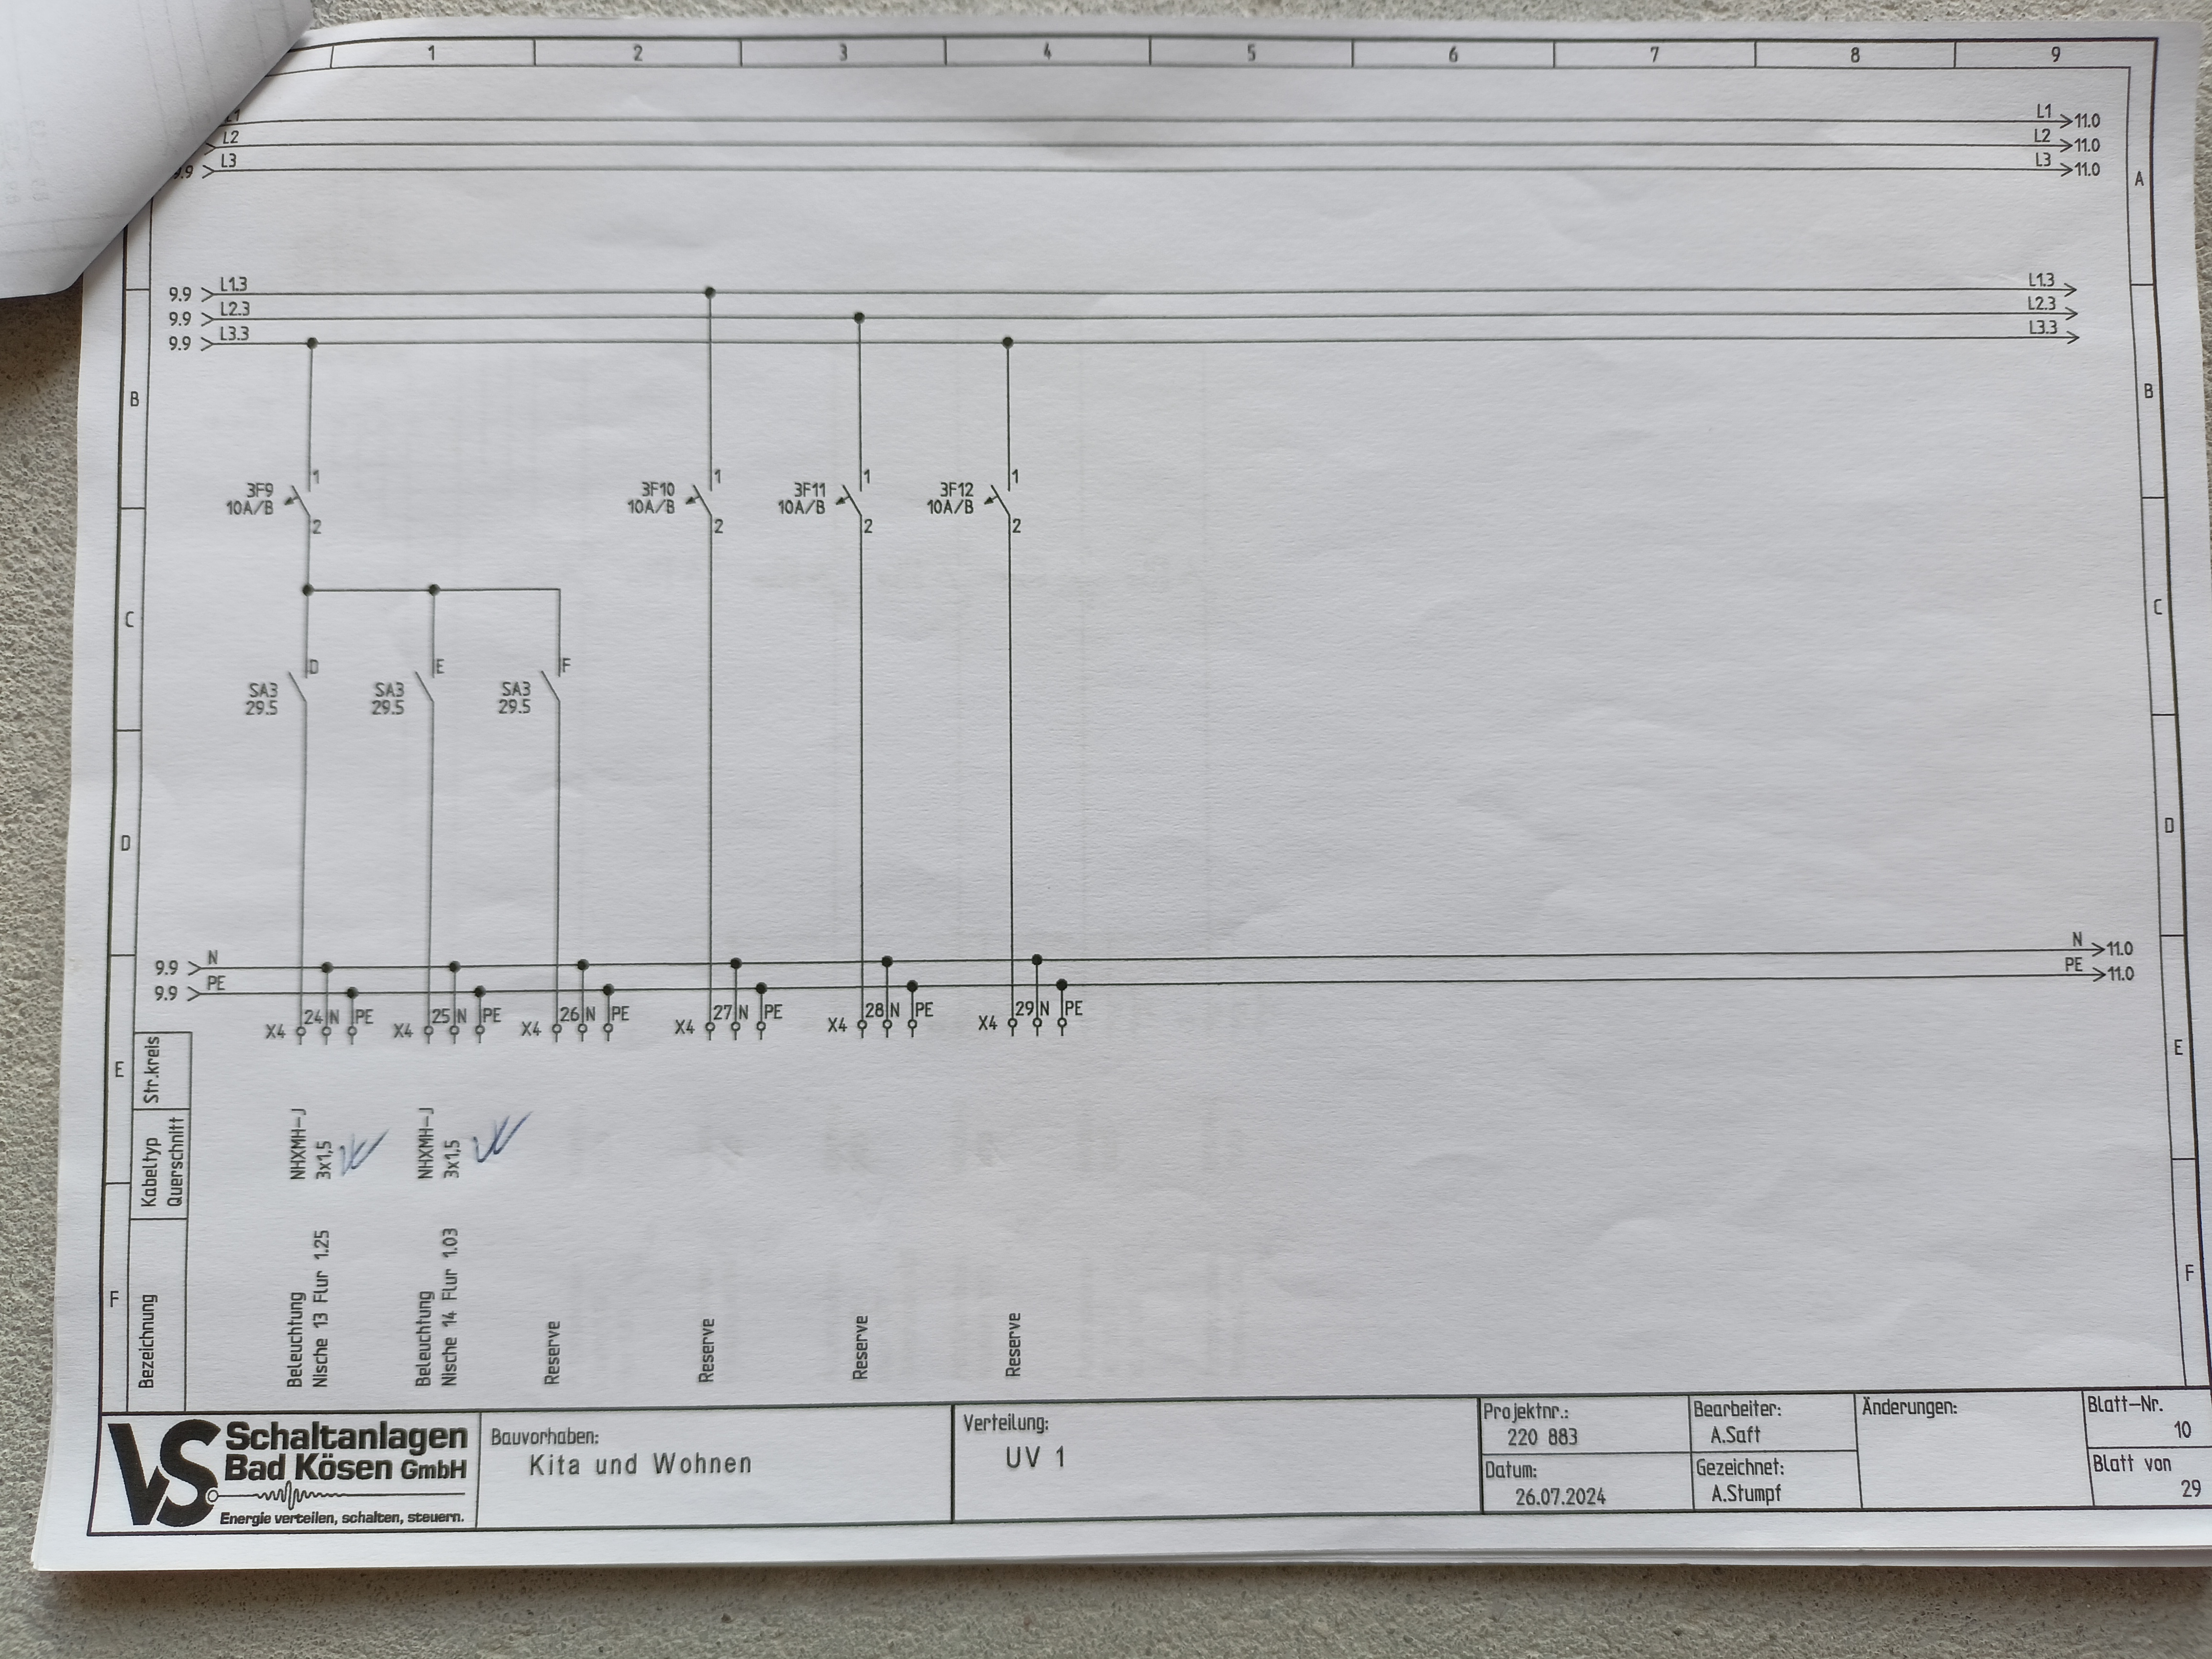 1 2 3 4 5 6 7 8 9
L1 L1 11.0
L2 L2 11.0
9.9 L3 L3 11.0
A
9.9 L1.3 L1.3
9.9 L2.3 L2.3
9.9 L3.3 L3.3
B B
1 1 1 1
3F9 3F10 3F11 3F12
10A/B 10A/B 10A/B 10A/B
2 2 2 2
C C
D E F
SA3 SA3 SA3
29.5 29.5 29.5
D D
9.9 N N 11.0
9.9 PE PE 11.0
X4 24 N PE X4 25 N PE X4 26 N PE X4 27 N PE X4 28 N PE X4 29 N PE
E E
Str.kreis
Kabeltyp
Querschnitt
NHXMH-J
3x1,5
NHXMH-J
3x1,5
F F
Bezeichnung
Beleuchtung
Nische 13 Flur 1.25
Beleuchtung
Nische 14 Flur 1.03
Reserve
Reserve
Reserve
Reserve
VS Schaltanlagen
Bad Kösen GmbH
Energie verteilen, schalten, steuern.
Bauvorhaben:
Kita und Wohnen
Verteilung:
UV 1
Projektnr.:
220 883
Datum:
26.07.2024
Bearbeiter:
A.Saft
Gezeichnet:
A.Stumpf
Änderungen:
Blatt-Nr.
10
Blatt von
29